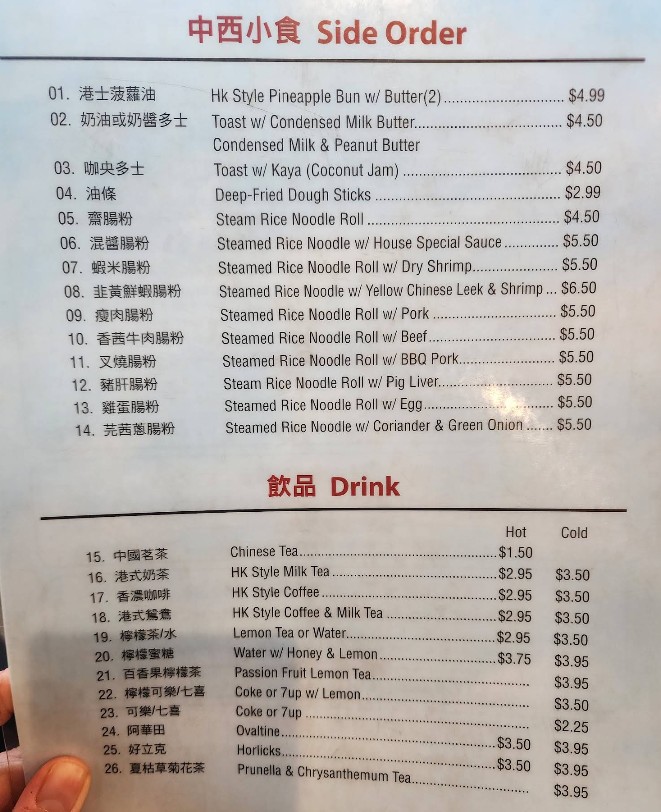 中西小食 Side Order
01. 港士菠蘿油 Hk Style Pineapple Bun w/ Butter(2) $4.99
02. 奶油或奶醬多士 Toast w/ Condensed Milk Butter $4.50
Condensed Milk & Peanut Butter
03. 咖央多士 Toast w/ Kaya (Coconut Jam) $4.50
04. 油條 Deep-Fried Dough Sticks $2.99
05. 齋腸粉 Steam Rice Noodle Roll $4.50
06. 混醬腸粉 Steamed Rice Noodle w/ House Special Sauce $5.50
07. 蝦米腸粉 Steamed Rice Noodle Roll w/ Dry Shrimp $5.50
08. 韭黃鮮蝦腸粉 Steamed Rice Noodle w/ Yellow Chinese Leek & Shrimp $6.50
09. 瘦肉腸粉 Steamed Rice Noodle Roll w/ Pork $5.50
10. 香茜牛肉腸粉 Steamed Rice Noodle Roll w/ Beef $5.50
11. 叉燒腸粉 Steamed Rice Noodle Roll w/ BBQ Pork $5.50
12. 豬肝腸粉 Steam Rice Noodle Roll w/ Pig Liver $5.50
13. 雞蛋腸粉 Steamed Rice Noodle Roll w/ Egg $5.50
14. 芫茜蔥腸粉 Steamed Rice Noodle w/ Coriander & Green Onion $5.50
飲品 Drink
Hot Cold
15. 中國茗茶 Chinese Tea $1.50
16. 港式奶茶 HK Style Milk Tea $2.95 $3.50
17. 香濃咖啡 HK Style Coffee $2.95 $3.50
18. 港式鴛鴦 HK Style Coffee & Milk Tea $2.95 $3.50
19. 檸檬茶/水 Lemon Tea or Water $2.95 $3.50
20. 檸檬蜜糖 Water w/ Honey & Lemon $3.75 $3.95
21. 百香果檸檬茶 Passion Fruit Lemon Tea $3.95
22. 檸檬可樂/七喜 Coke or 7up w/ Lemon $3.50
23. 可樂/七喜 Coke or 7up $2.25
24. 阿華田 Ovaltine $3.50 $3.95
25. 好立克 Horlicks $3.50 $3.95
26. 夏枯草菊花茶 Prunella & Chrysanthemum Tea $3.95